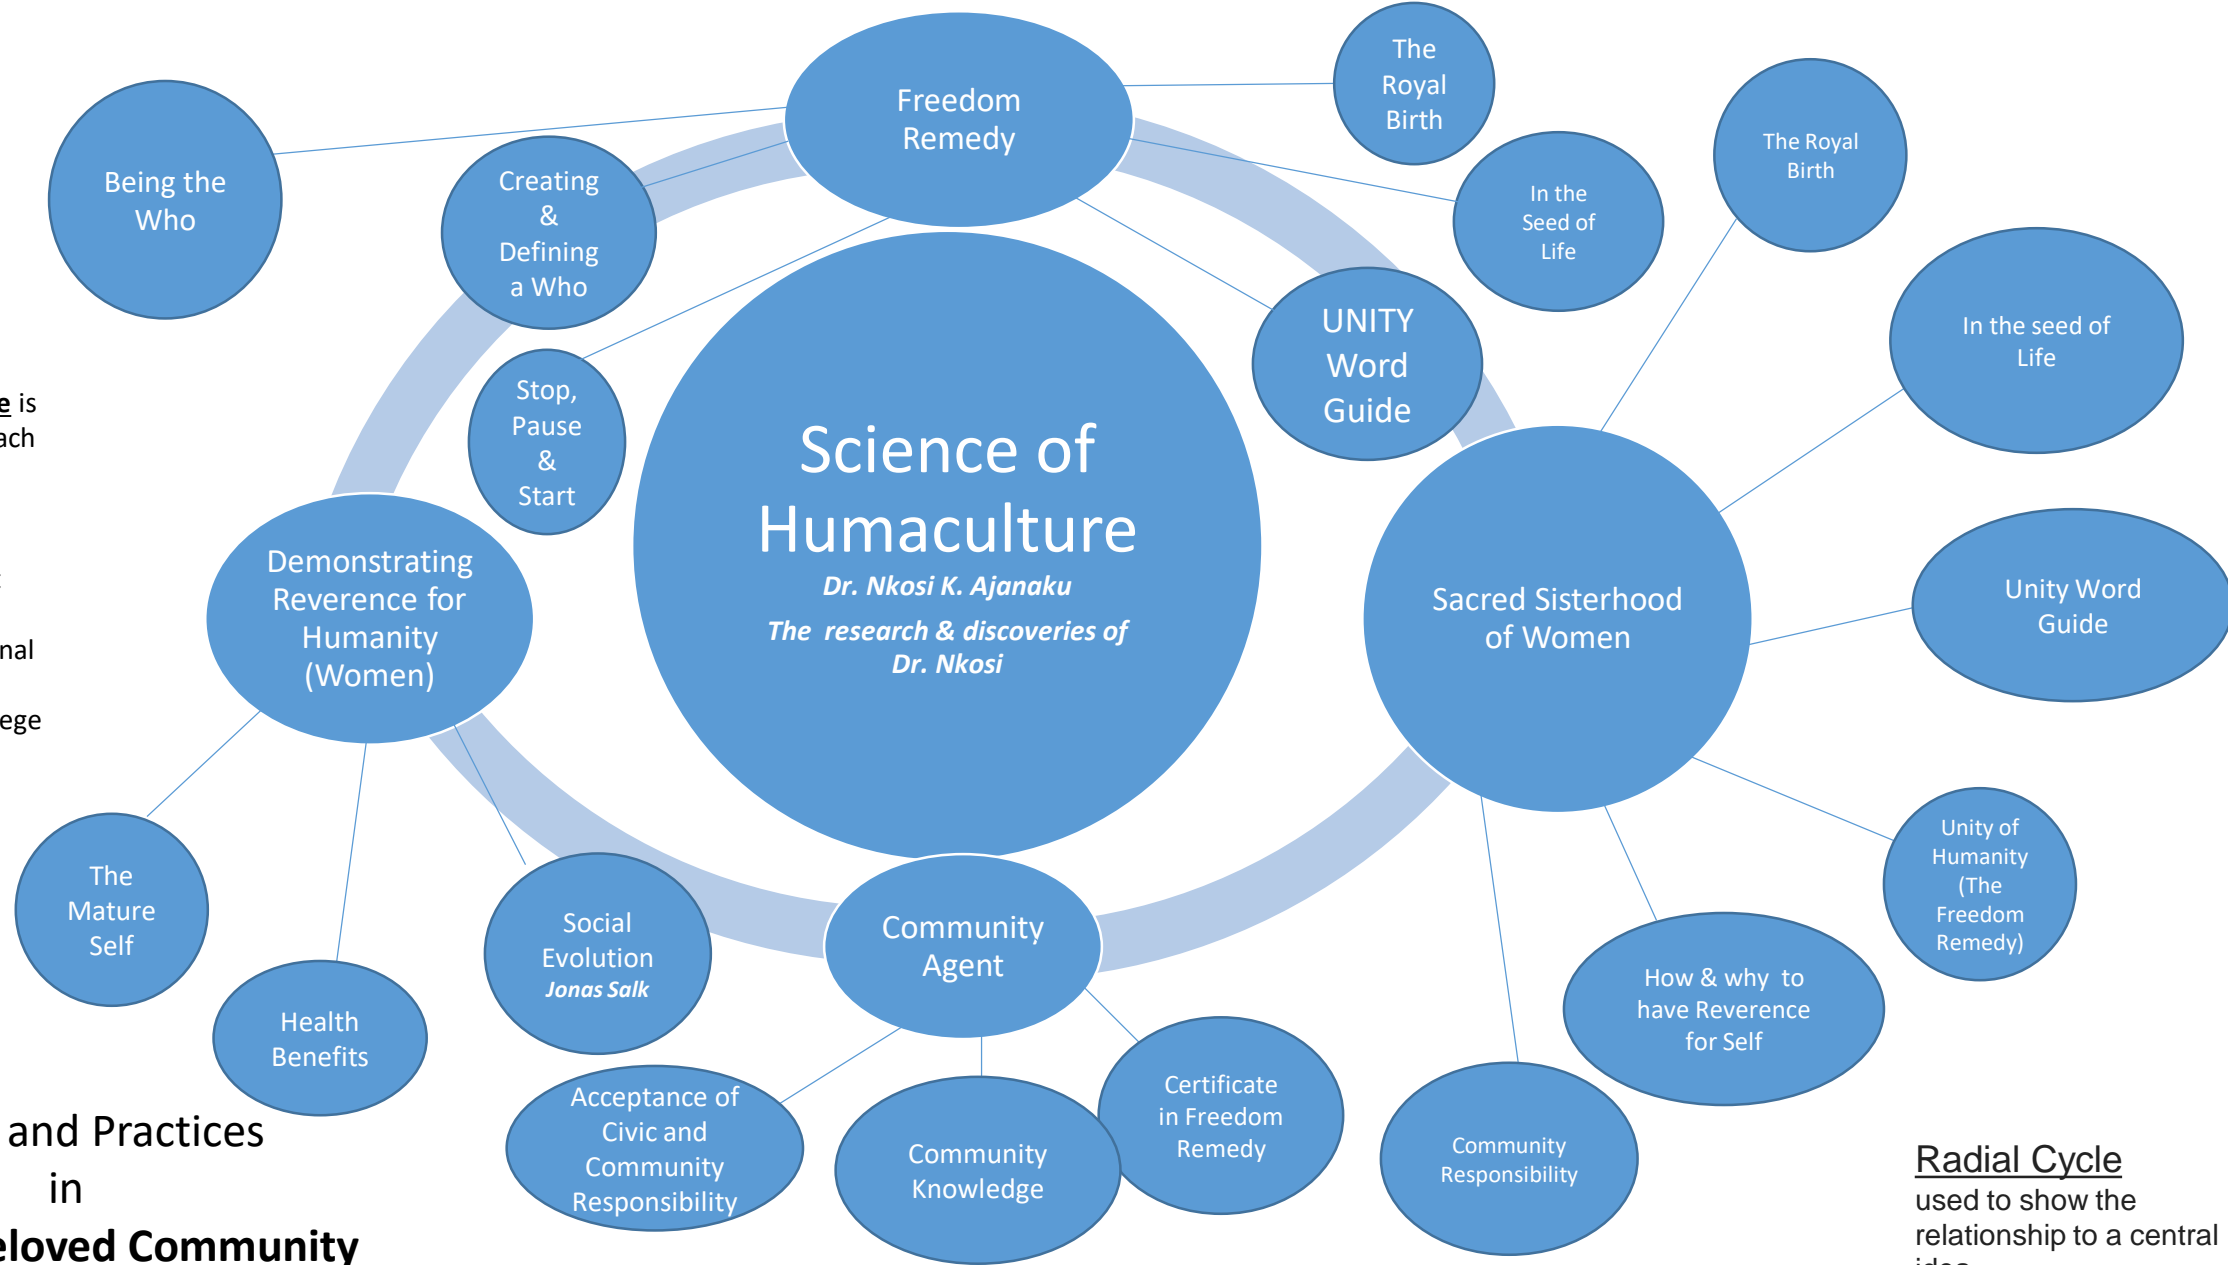 The
Royal
Birth
Freedom
Remedy
The Royal
Birth
Being the
Who
Creating
&
Defining
a Who
In the
Seed of
Life
UNITY
Word
Guide
In the seed of
Life
Stop,
Pause
&
Start
is
Science of
Humaculture
Dr. Nkosi K. Ajanaku
The research & discoveries of
Dr. Nkosi
Demonstrating
Reverence for
Humanity
(Women)
Sacred Sisterhood
of Women
Unity Word
Guide
The
Mature
Self
Health
Benefits
Social
Evolution
Jonas Salk
Community
Agent
Unity of
Humanity
(The
Freedom
Remedy)
How & why to
have Reverence
for Self
Acceptance of
Civic and
Community
Responsibility
Community
Knowledge
Certificate
in Freedom
Remedy
Community
Responsibility
and Practices
in
eloved Community
Radial Cycle
used to show the
relationship to a central